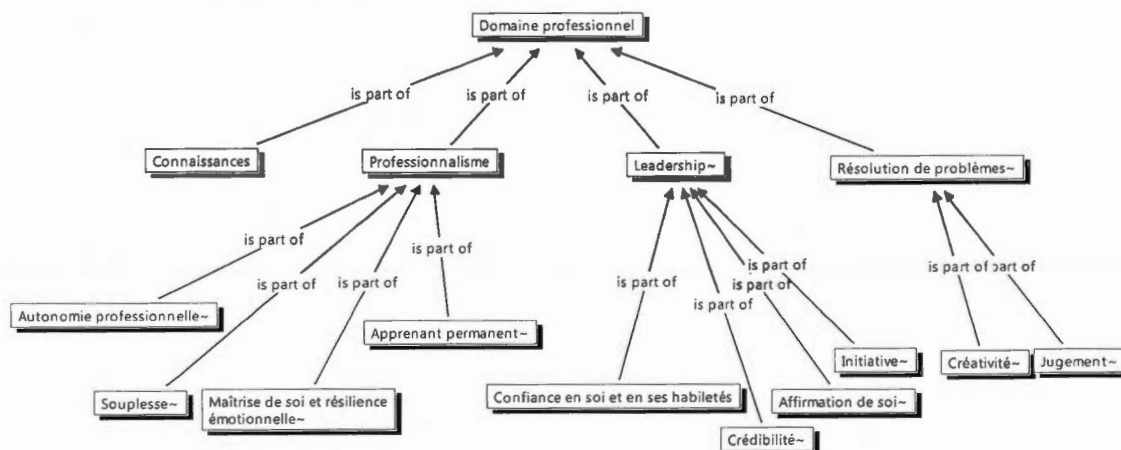 Domaine professionnel
is part of
is part of
is part of
is part of
Connaissances
Professionnalisme
Leadership~
Résolution de problèmes~
is part of
is part of
is part of
is part of
is part of
is part of
is part of
is part of
is part of
part of
Autonomie professionnelle~
Apprenant permanent~
Initiative~
Créativité~
Jugement~
Souplesse~
Maîtrise de soi et résilience
émotionnelle~
Confiance en soi et en ses habiletés
Affirmation de soi~
Crédibilité~